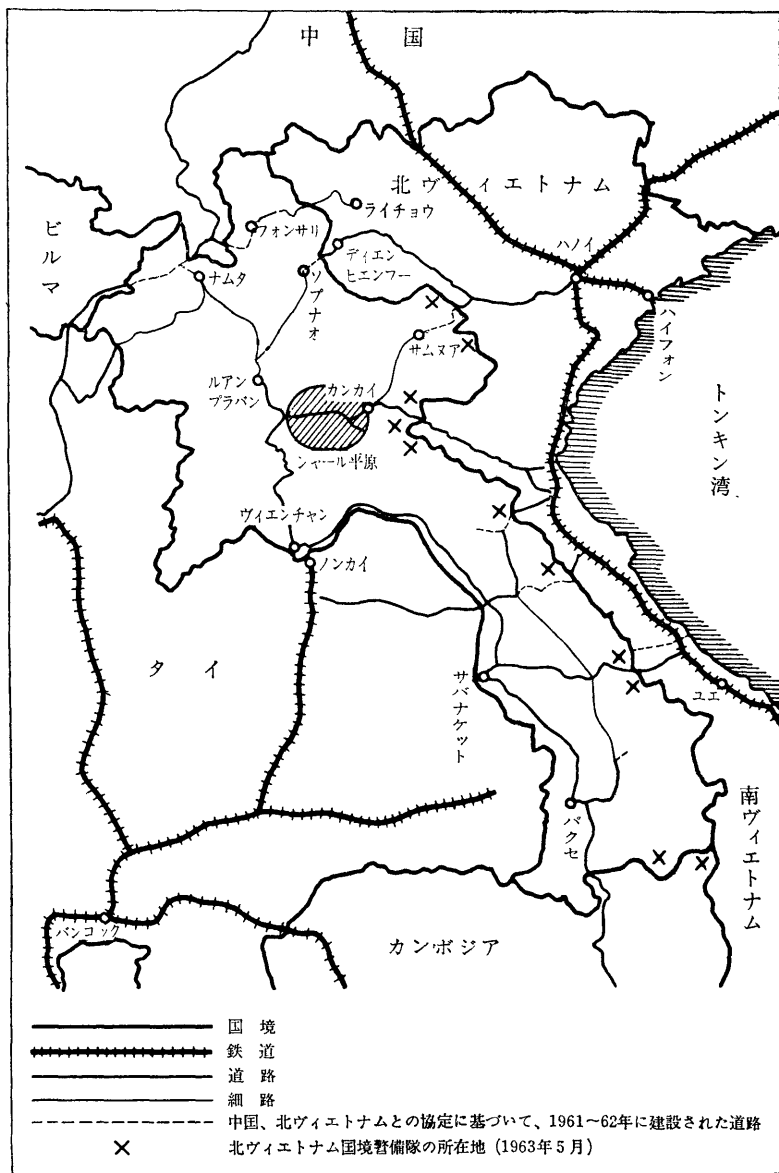 中国
北ヴィエトナム
ビルマ
ライチョウ
フォンサリ
ハノイ
ディエン
ヒエンフー
ナムタ
ソプナオ
ハイフォン
サムヌア
ルアン
プラバン
カンカイ
トンキン湾
ジャール平原
ヴィエンチャン
ノンカイ
タイ
サバナケット
ユエ
南ヴィエトナム
バクセ
バンコック
カンボジア
国境
鉄道
道路
細路
中国、北ヴィエトナムとの協定に基づいて、1961~62年に建設された道路
北ヴィエトナム国境警備隊の所在地 (1963年5月)